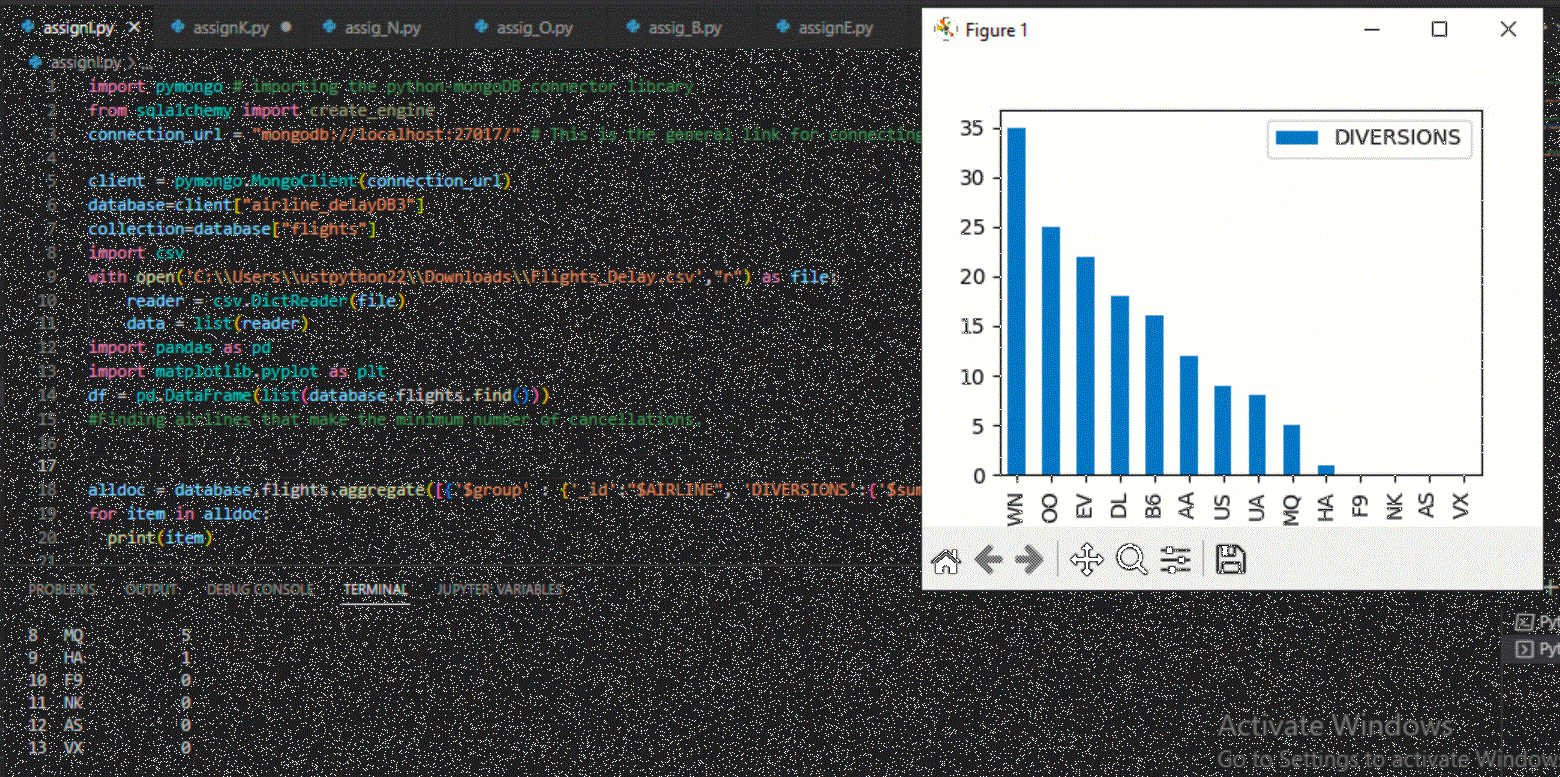 assignI.py assignK.py assig_N.py assig_O.py assig_B.py assignE.py
assignI.py > ...
1 import pymongo # importing the python mongoDB connector library
2 from sqlalchemy import create_engine
3 connection_url = "mongodb://localhost:27017/" # This is the general link for connecting
4
5 client = pymongo.MongoClient(connection_url)
6 database=client["airline_delayDB3"]
7 collection=database["flights"]
8 import csv
9 with open('C:\\Users\\ustpython22\\Downloads\\Flights_Delay.csv',"r") as file:
10 reader = csv.DictReader(file)
11 data = list(reader)
12 import pandas as pd
13 import matplotlib.pyplot as plt
14 df = pd.DataFrame(list(database.flights.find()))
15 #Finding airlines that make the minimum number of cancellations.
16
17
18 alldoc = database.flights.aggregate([{'$group' : {'_id':"$AIRLINE", 'DIVERSIONS':{'$sum
19 for item in alldoc:
20 print(item)
21
Figure 1
DIVERSIONS
35
30
25
20
15
10
5
0
WN OO EV DL B6 AA US UA MQ HA F9 NK AS VX
PROBLEMS OUTPUT DEBUG CONSOLE TERMINAL JUPYTER: VARIABLES
8 MQ 5
9 HA 1
10 F9 0
11 NK 0
12 AS 0
13 VX 0
Pyt
Pyt
Activate Windows
Go to Settings to activate Window